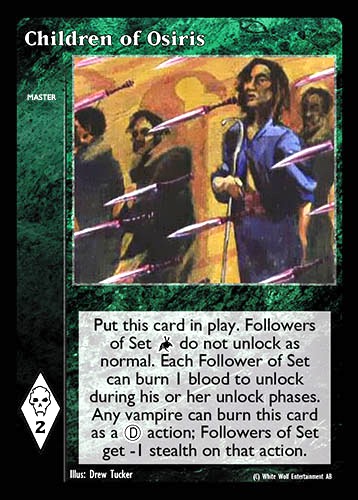 Children of Osiris
MASTER
Put this card in play. Followers
of Set do not unlock as
normal. Each Follower of Set
can burn 1 blood to unlock
during his or her unlock phases.
Any vampire can burn this card
as a Ⓓ action; Followers of Set
get -1 stealth on that action.
2
Illus: Drew Tucker
(C) White Wolf Entertainment AB